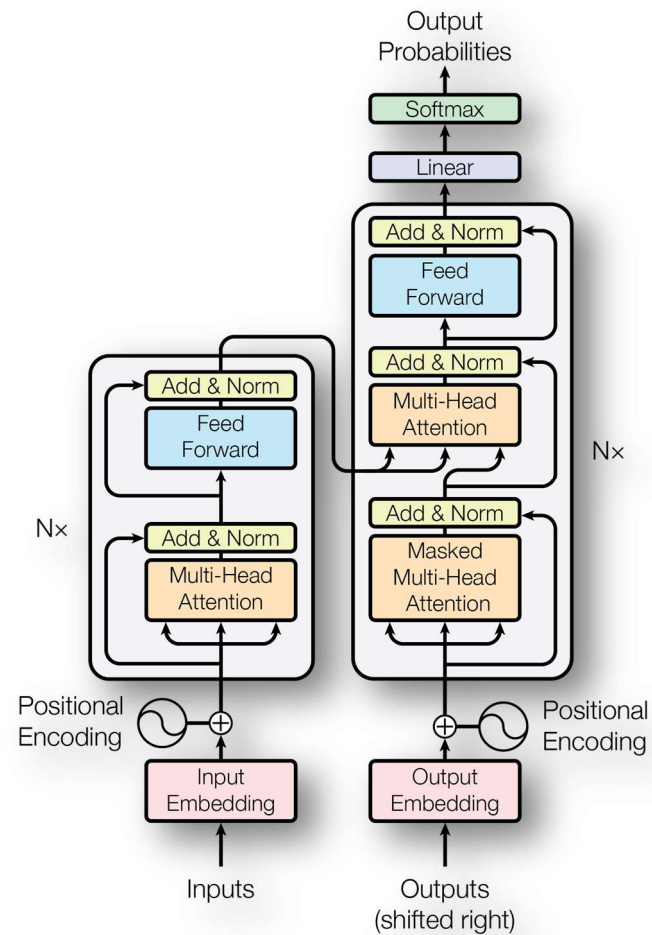 Output
Probabilities
Softmax
Linear
Add & Norm
Feed
Forward
Add & Norm
Multi-Head
Attention
Add & Norm
Masked
Multi-Head
Attention
Nx
Add & Norm
Feed
Forward
Add & Norm
Multi-Head
Attention
Nx
Positional
Encoding
Positional
Encoding
Input
Embedding
Output
Embedding
Inputs
Outputs
(shifted right)